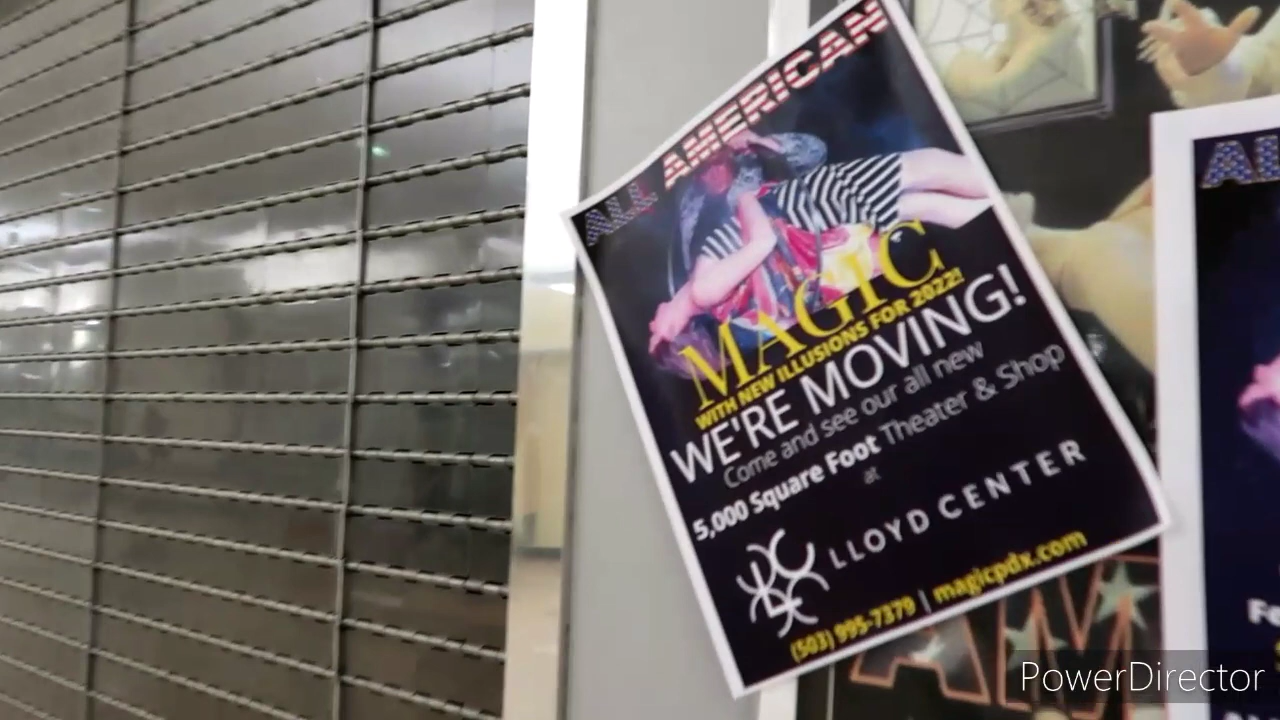 ALL AMERICAN
MAGIC
WITH NEW ILLUSIONS FOR 2022!
WE'RE MOVING!
Come and see our all new
5,000 Square Foot Theater & Shop
at
LLOYD CENTER
(503) 995-7379 | magicpdx.com
PowerDirector